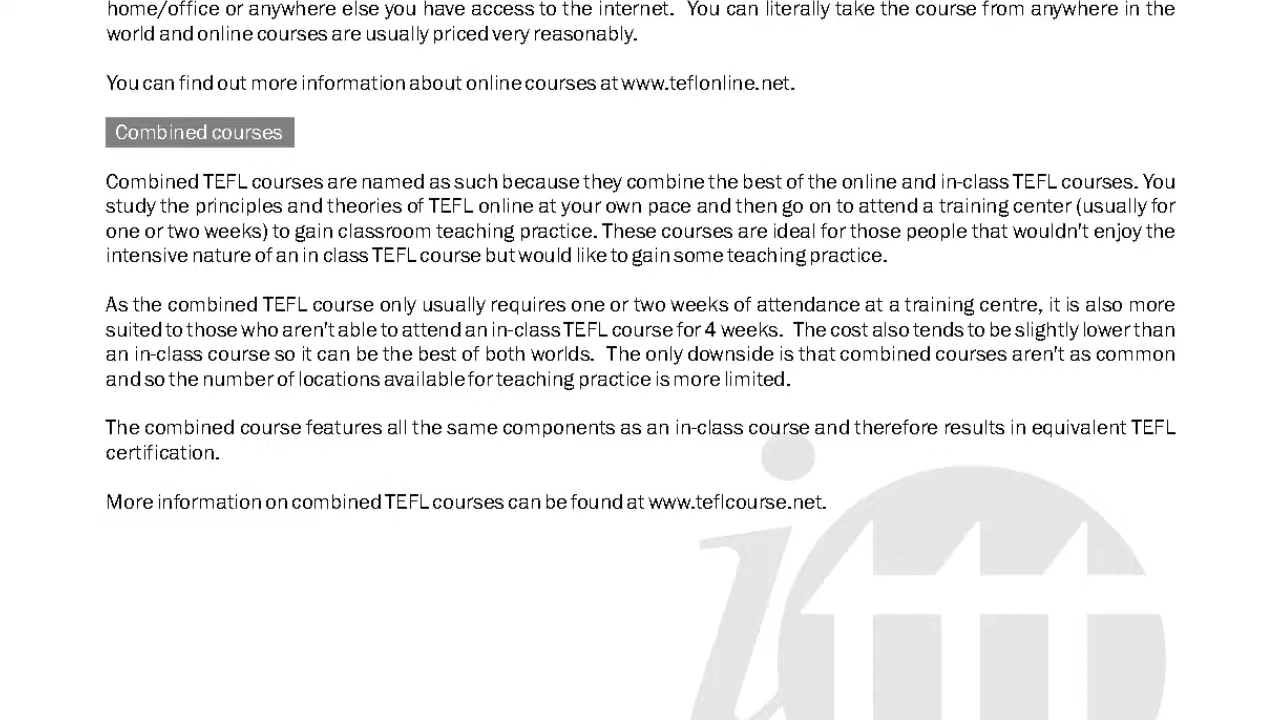 home/office or anywhere else you have access to the internet.  You can literally take the course from anywhere in the
world and online courses are usually priced very reasonably.
You can find out more information about online courses at www.teflonline.net.
Combined courses
Combined TEFL courses are named as such because they combine the best of the online and in-class TEFL courses. You
study the principles and theories of TEFL online at your own pace and then go on to attend a training center (usually for
one or two weeks) to gain classroom teaching practice. These courses are ideal for those people that wouldn't enjoy the
intensive nature of an in class TEFL course but would like to gain some teaching practice.
As the combined TEFL course only usually requires one or two weeks of attendance at a training centre, it is also more
suited to those who aren't able to attend an in-class TEFL course for 4 weeks.  The cost also tends to be slightly lower than
an in-class course so it can be the best of both worlds.  The only downside is that combined courses aren't as common
and so the number of locations available for teaching practice is more limited.
The combined course features all the same components as an in-class course and therefore results in equivalent TEFL
certification.
More information on combined TEFL courses can be found at www.teflcourse.net.
ittt